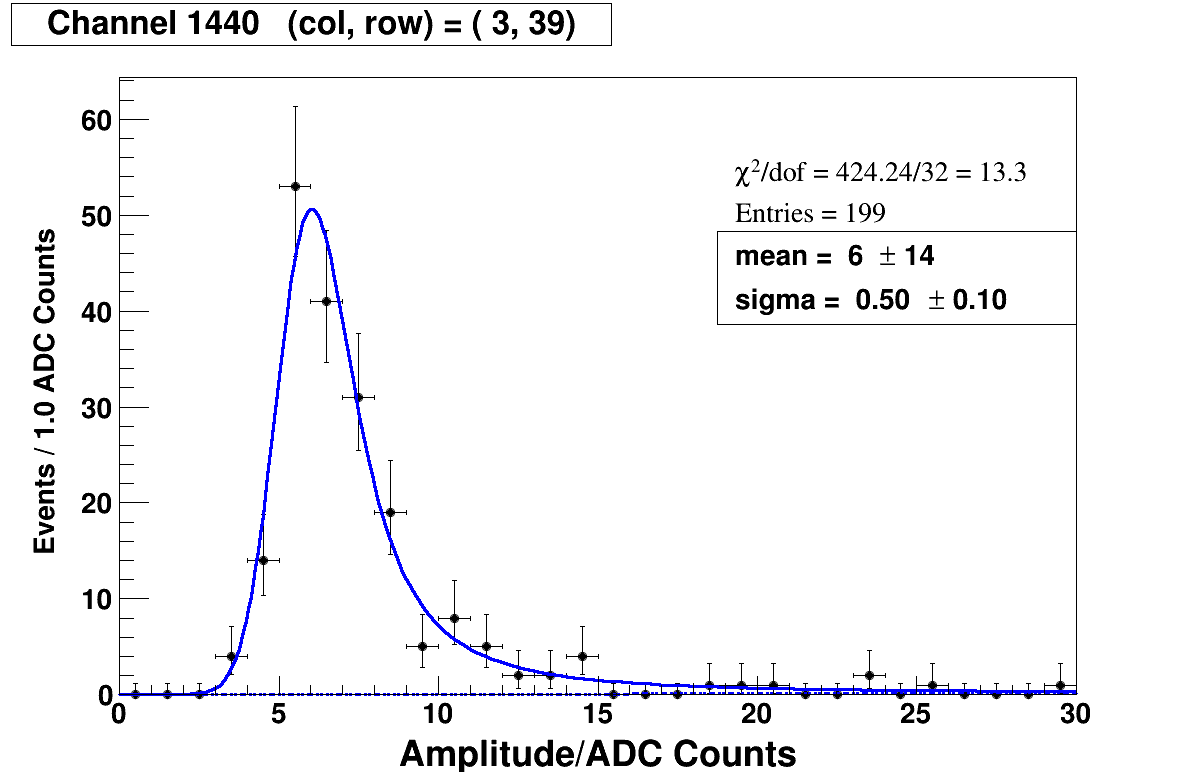 Channel 1440 (col, row) = ( 3, 39)
χ²/dof = 424.24/32 = 13.3
Entries = 199
mean = 6 ± 14
sigma = 0.50 ± 0.10
Events / 1.0 ADC Counts
60
50
40
30
20
10
0
0 5 10 15 20 25 30
Amplitude/ADC Counts